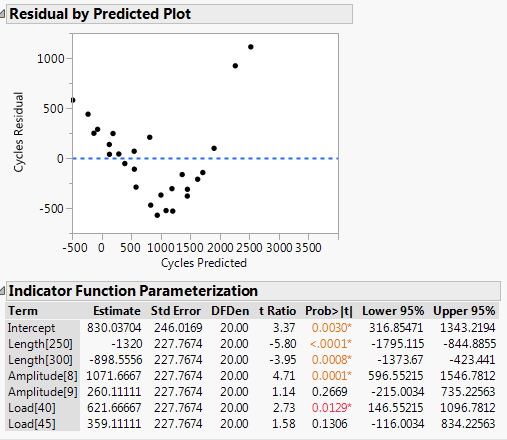 Residual by Predicted Plot
1000
500
0
-500
Cycles Residual
-500 0 500 1000 1500 2000 2500 3000 3500
Cycles Predicted
Indicator Function Parameterization
Term Estimate Std Error DFDen t Ratio Prob>|t| Lower 95% Upper 95%
Intercept 830.03704 246.0169 20.00 3.37 0.0030* 316.85471 1343.2194
Length[250] -1320 227.7674 20.00 -5.80 <.0001* -1795.115 -844.8855
Length[300] -898.5556 227.7674 20.00 -3.95 0.0008* -1373.67 -423.441
Amplitude[8] 1071.6667 227.7674 20.00 4.71 0.0001* 596.55215 1546.7812
Amplitude[9] 260.11111 227.7674 20.00 1.14 0.2669 -215.0034 735.22563
Load[40] 621.66667 227.7674 20.00 2.73 0.0129* 146.55215 1096.7812
Load[45] 359.11111 227.7674 20.00 1.58 0.1306 -116.0034 834.22563